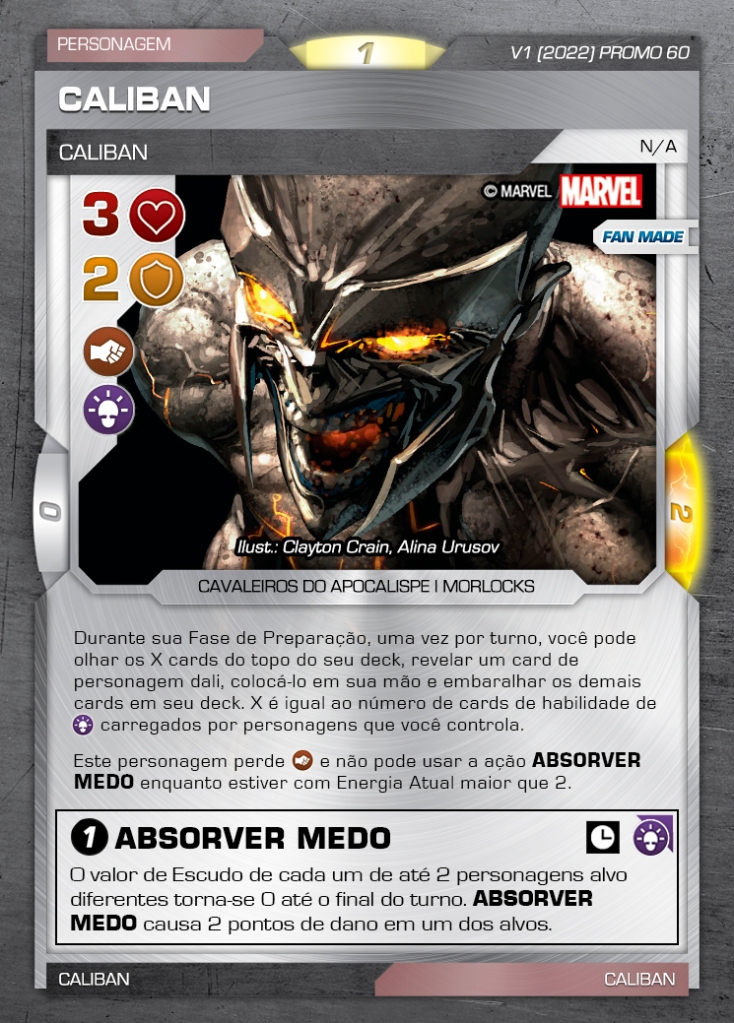 PERSONAGEM
1
V1 (2022) PROMO 60
CALIBAN
CALIBAN
N/A
© MARVEL MARVEL
3
FAN MADE
2
0
2
Ilust.: Clayton Crain, Alina Urusov
CAVALEIROS DO APOCALISPE | MORLOCKS
Durante sua Fase de Preparação, uma vez por turno, você pode
olhar os X cards do topo do seu deck, revelar um card de
personagem dali, colocá-lo em sua mão e embaralhar os demais
cards em seu deck. X é igual ao número de cards de habilidade de
carregados por personagens que você controla.
Este personagem perde e não pode usar a ação ABSORVER
MEDO enquanto estiver com Energia Atual maior que 2.
1 ABSORVER MEDO
O valor de Escudo de cada um de até 2 personagens alvo
diferentes torna-se 0 até o final do turno. ABSORVER
MEDO causa 2 pontos de dano em um dos alvos.
CALIBAN
CALIBAN